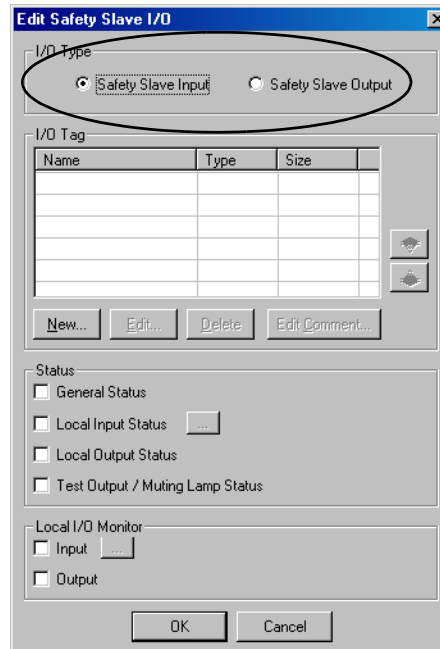 Edit Safety Slave I/O
I/O Type
Safety Slave Input Safety Slave Output
I/O Tag
Name Type Size
New... Edit... Delete Edit Comment...
Status
General Status
Local Input Status ...
Local Output Status
Test Output / Muting Lamp Status
Local I/O Monitor
Input ...
Output
OK Cancel